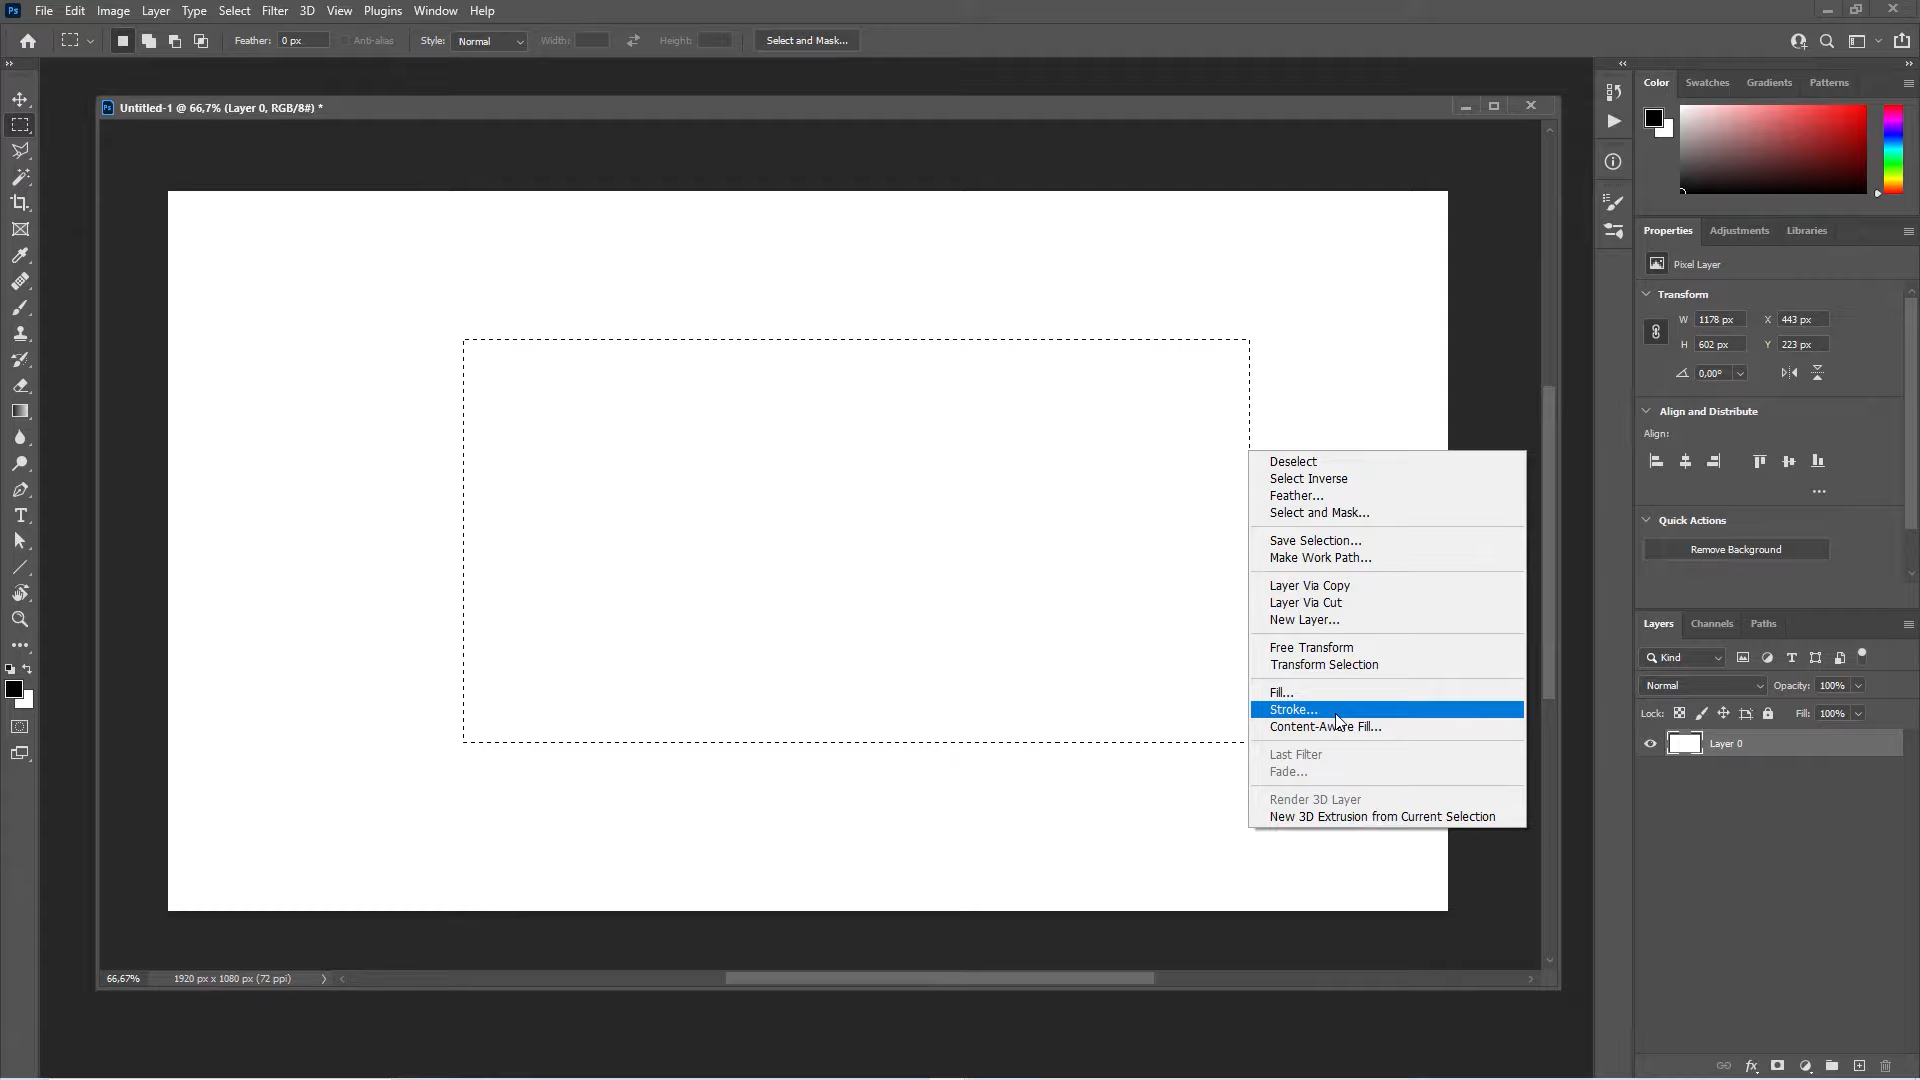 Ps File Edit Image Layer Type Select Filter 3D View Plugins Window Help
Feather: 0 px Anti-alias Style: Normal Width: Height: Select and Mask...
Ps Untitled-1 @ 66,7% (Layer 0, RGB/8#) *
Deselect
Select Inverse
Feather...
Select and Mask...
Save Selection...
Make Work Path...
Layer Via Copy
Layer Via Cut
New Layer...
Free Transform
Transform Selection
Fill...
Stroke...
Content-Aware Fill...
Last Filter
Fade...
Render 3D Layer
New 3D Extrusion from Current Selection
66,67% 1920 px x 1080 px (72 ppi)
Color Swatches Gradients Patterns
Properties Adjustments Libraries
Pixel Layer
Transform
W 1178 px X 443 px
H 602 px Y 223 px
0,00°
Align and Distribute
Align:
Quick Actions
Remove Background
Layers Channels Paths
Kind
Normal Opacity: 100%
Lock: Fill: 100%
Layer 0
fx